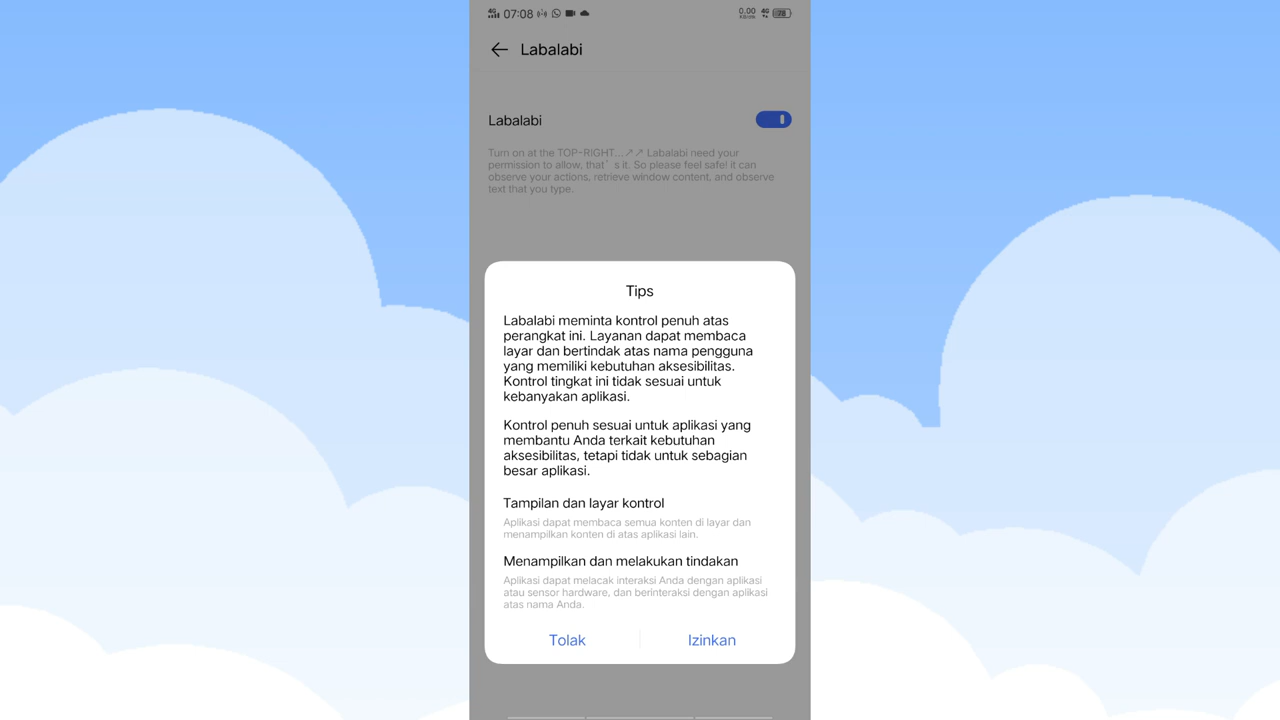 4G 07:08 0.00 KB/s 4G 78
Labalabi
Labalabi
Turn on at the TOP-RIGHT...↗↗ Labalabi need your
permission to allow, that's it. So please feel safe! it can
observe your actions, retrieve window content, and observe
text that you type.
Tips
Labalabi meminta kontrol penuh atas
perangkat ini. Layanan dapat membaca
layar dan bertindak atas nama pengguna
yang memiliki kebutuhan aksesibilitas.
Kontrol tingkat ini tidak sesuai untuk
kebanyakan aplikasi.
Kontrol penuh sesuai untuk aplikasi yang
membantu Anda terkait kebutuhan
aksesibilitas, tetapi tidak untuk sebagian
besar aplikasi.
Tampilan dan layar kontrol
Aplikasi dapat membaca semua konten di layar dan
menampilkan konten di atas aplikasi lain.
Menampilkan dan melakukan tindakan
Aplikasi dapat melacak interaksi Anda dengan aplikasi
atau sensor hardware, dan berinteraksi dengan aplikasi
atas nama Anda.
Tolak Izinkan